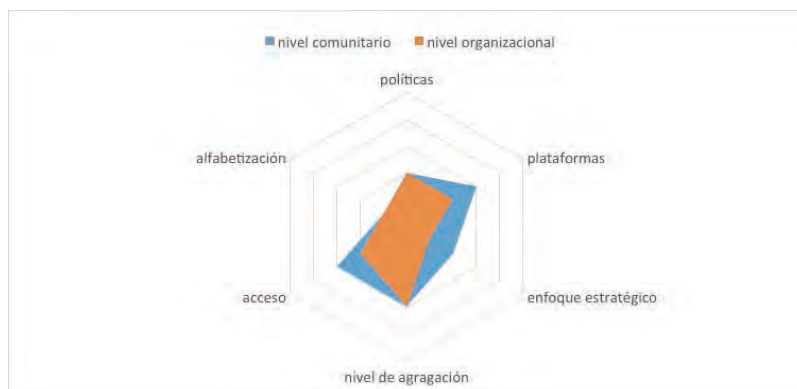 nivel comunitario nivel organizacional
políticas
alfabetización plataformas
acceso enfoque estratégico
nivel de agragación